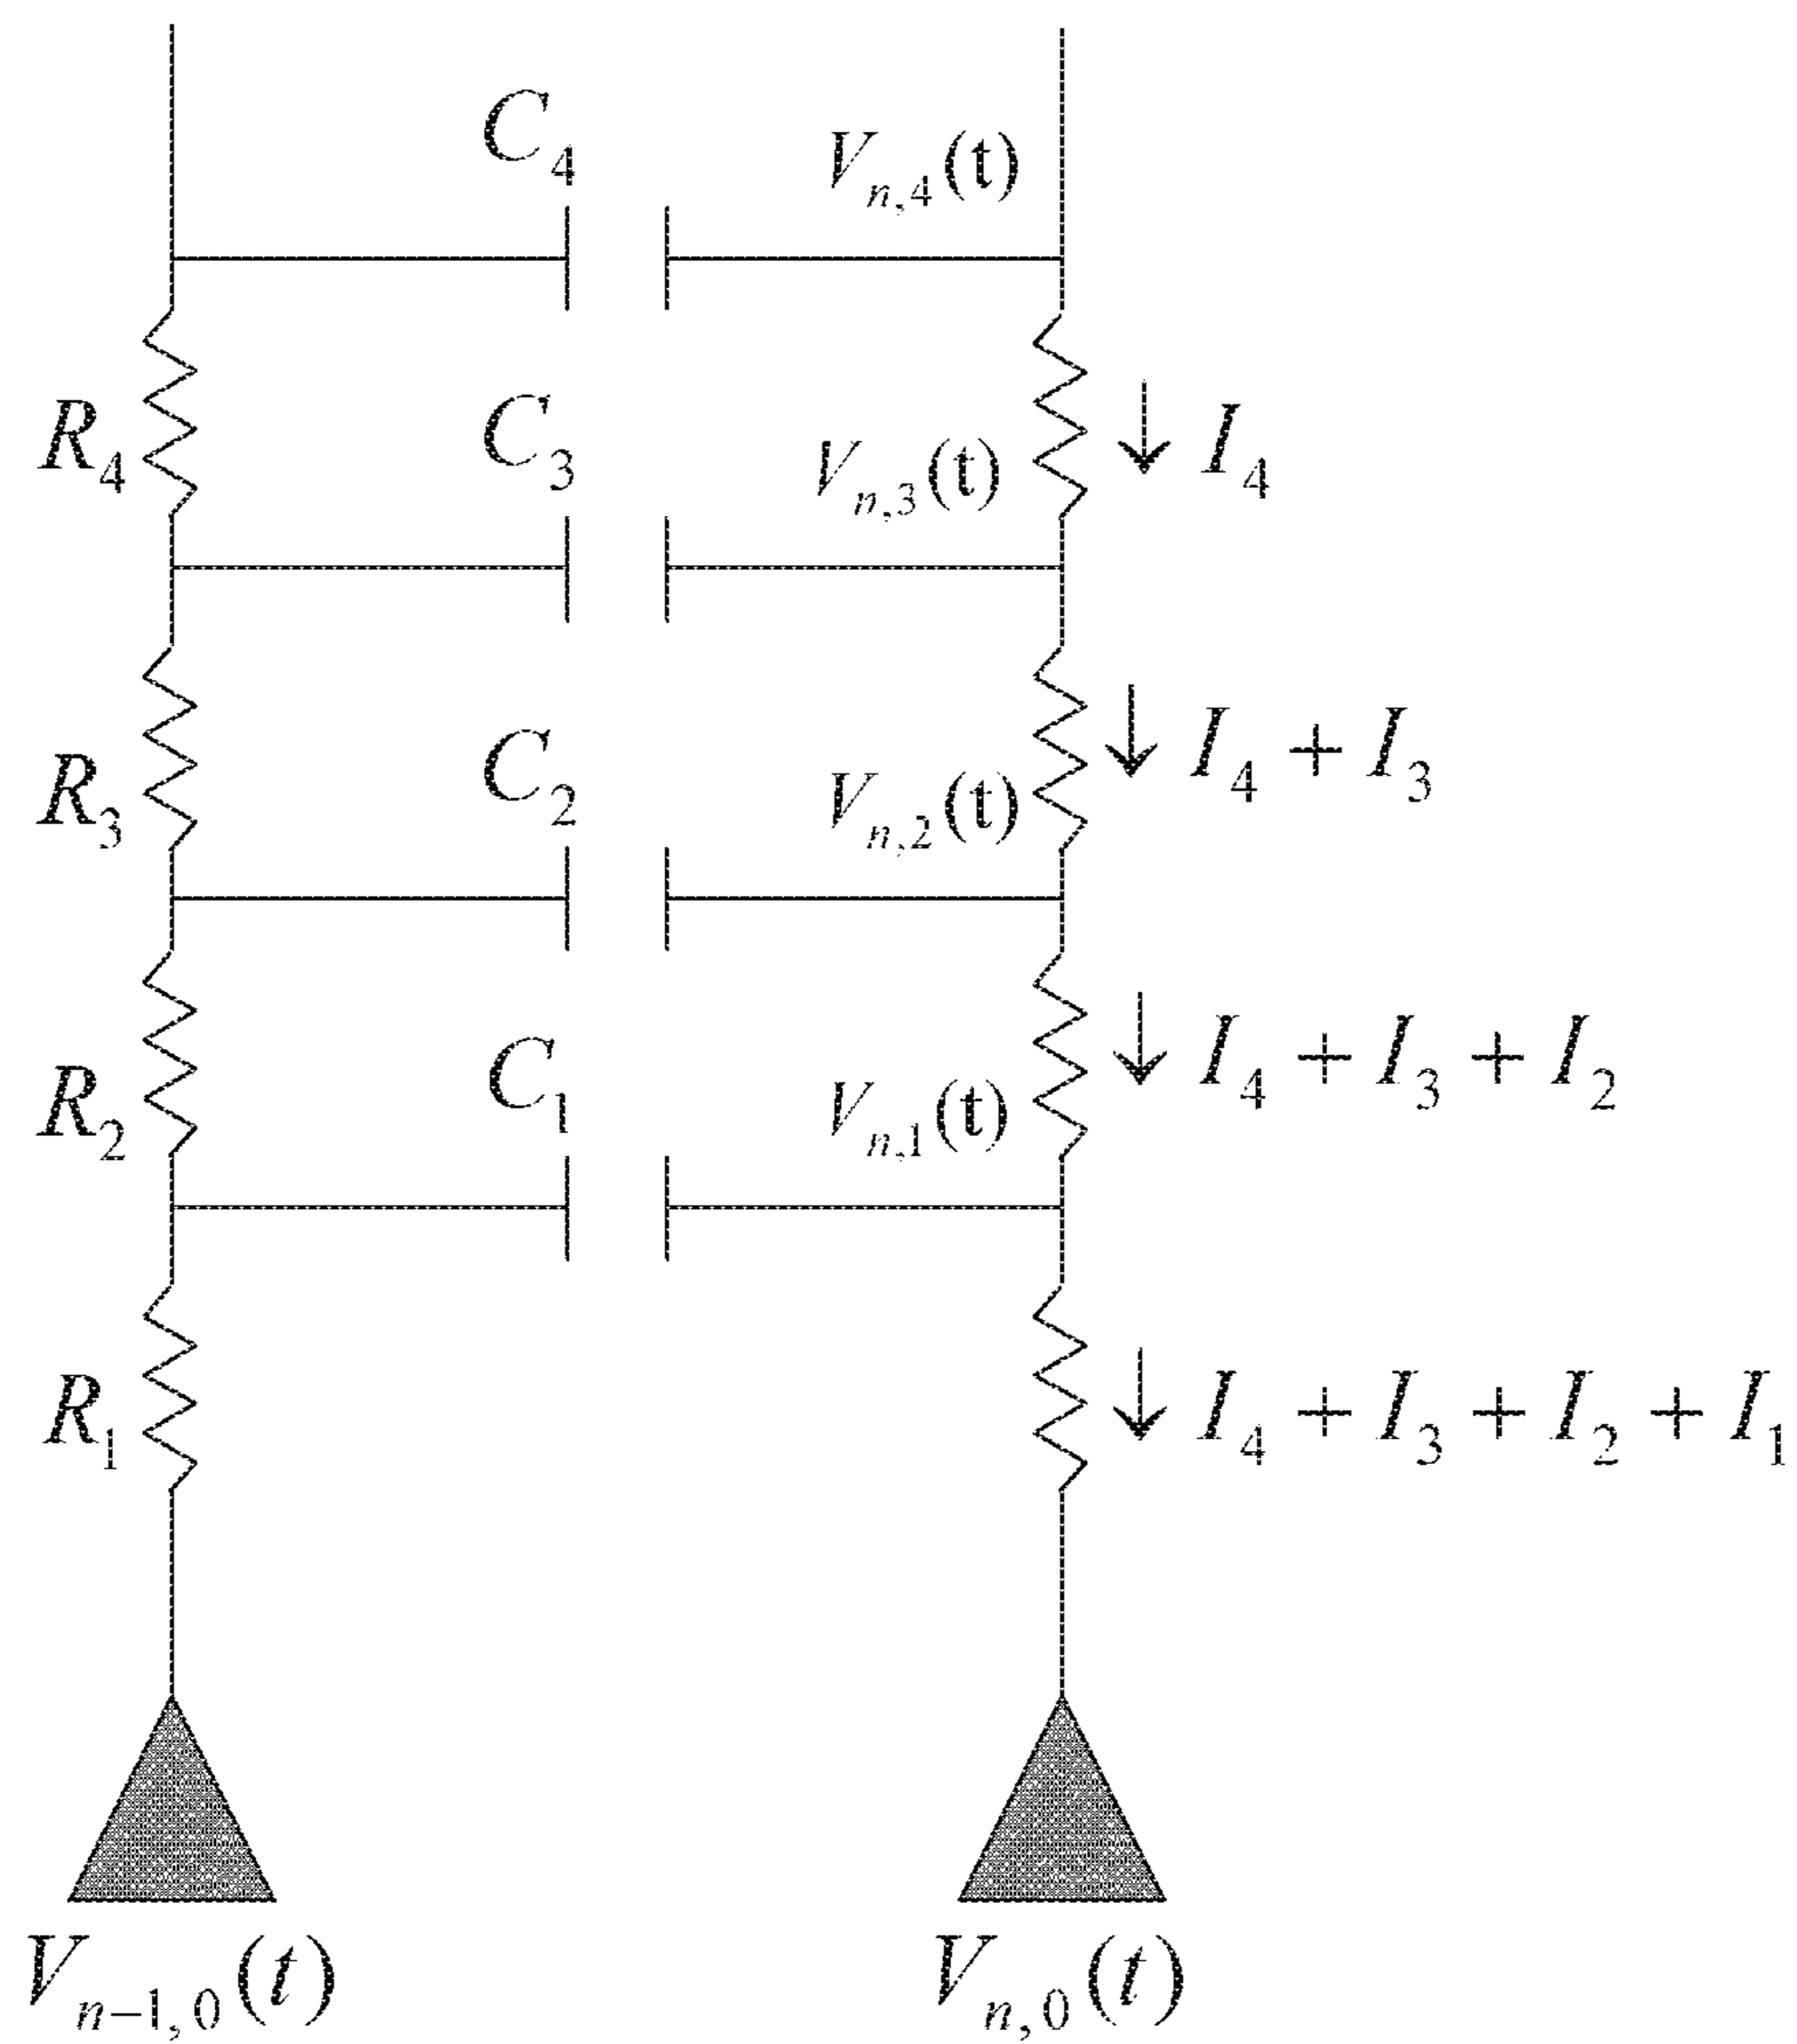 C₄
Vₙ,₄(t)
R₄
C₃
Vₙ,₃(t)
↓ I₄
R₃
C₂
Vₙ,₂(t)
↓ I₄ + I₃
R₂
C₁
Vₙ,₁(t)
↓ I₄ + I₃ + I₂
R₁
↓ I₄ + I₃ + I₂ + I₁
Vₙ₋₁,₀(t)
Vₙ,₀(t)